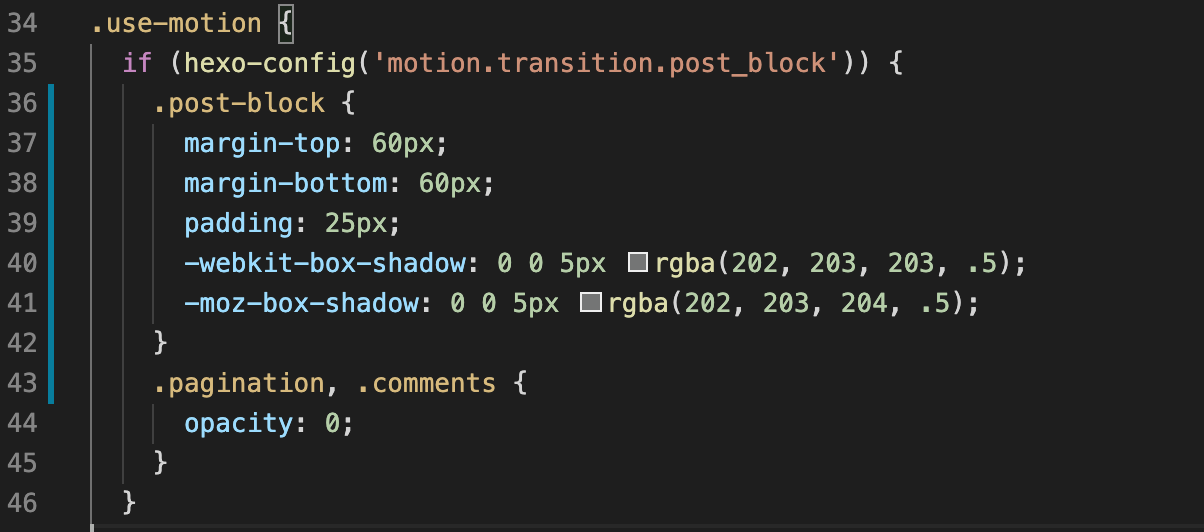 34 .use-motion {
35 if (hexo-config('motion.transition.post_block')) {
36 .post-block {
37 margin-top: 60px;
38 margin-bottom: 60px;
39 padding: 25px;
40 -webkit-box-shadow: 0 0 5px rgba(202, 203, 203, .5);
41 -moz-box-shadow: 0 0 5px rgba(202, 203, 204, .5);
42 }
43 .pagination, .comments {
44 opacity: 0;
45 }
46 }